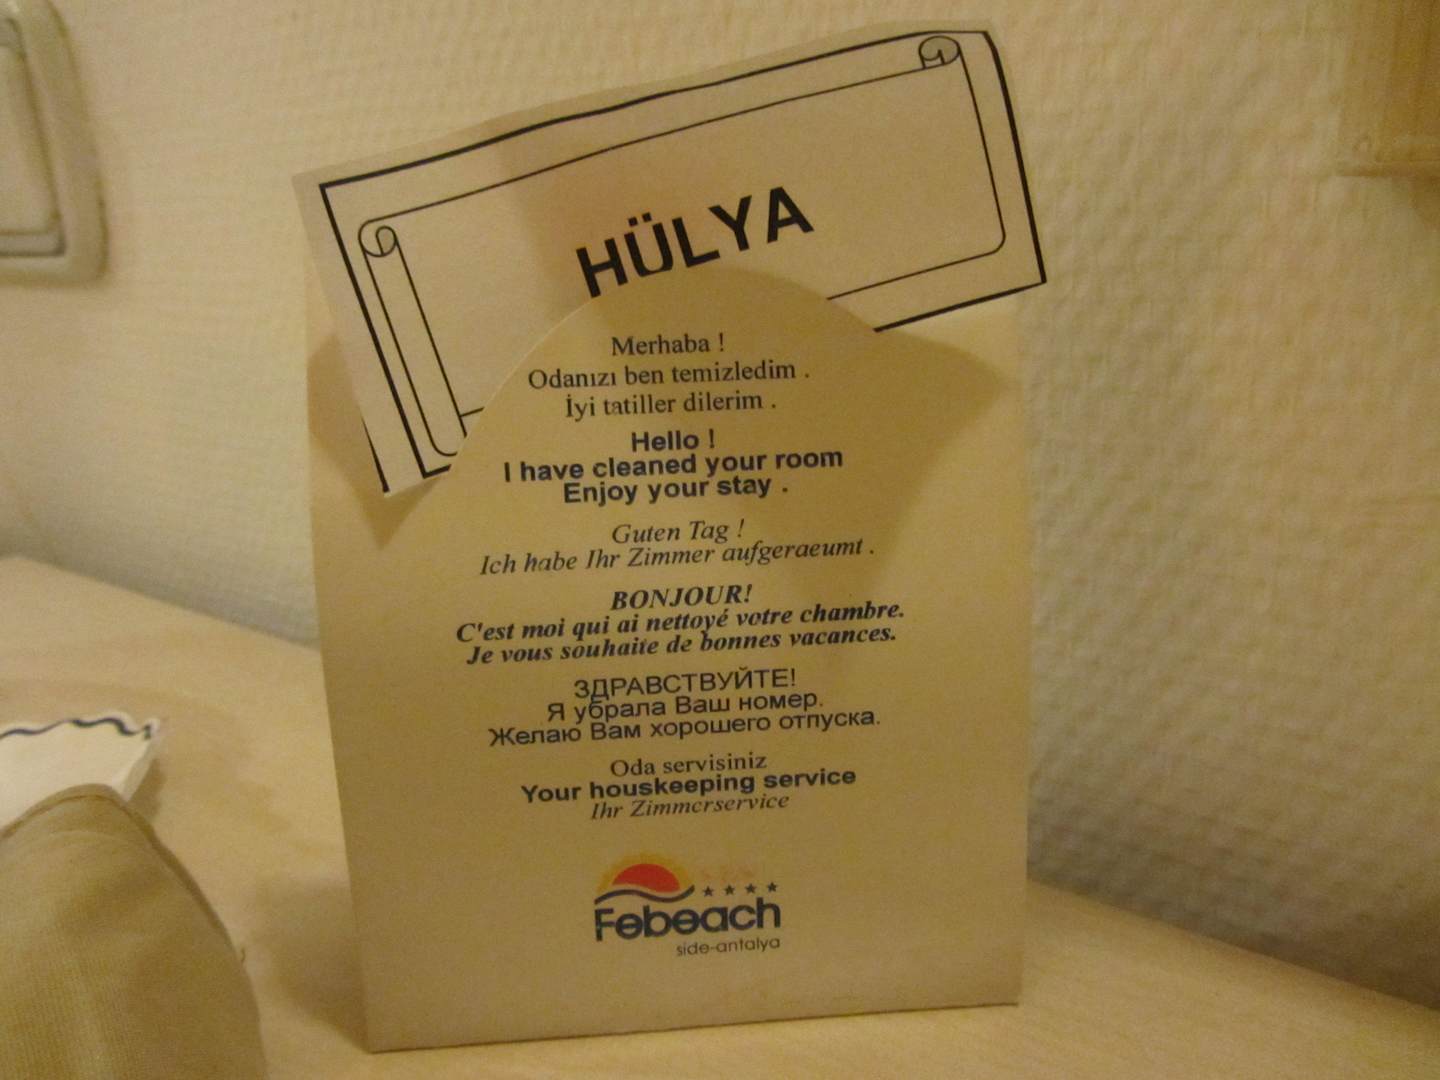 HÜLYA
Merhaba !
Odanızı ben temizledim .
İyi tatiller dilerim .
Hello !
I have cleaned your room
Enjoy your stay .
Guten Tag !
Ich habe Ihr Zimmer aufgeraeumt .
BONJOUR!
C'est moi qui ai nettoyé votre chambre.
Je vous souhaite de bonnes vacances.
ЗДРАВСТВУЙТЕ!
Я убрала Ваш номер.
Желаю Вам хорошего отпуска.
Oda servisiniz
Your houskeeping service
Ihr Zimmerservice
Febeach
side-antalya